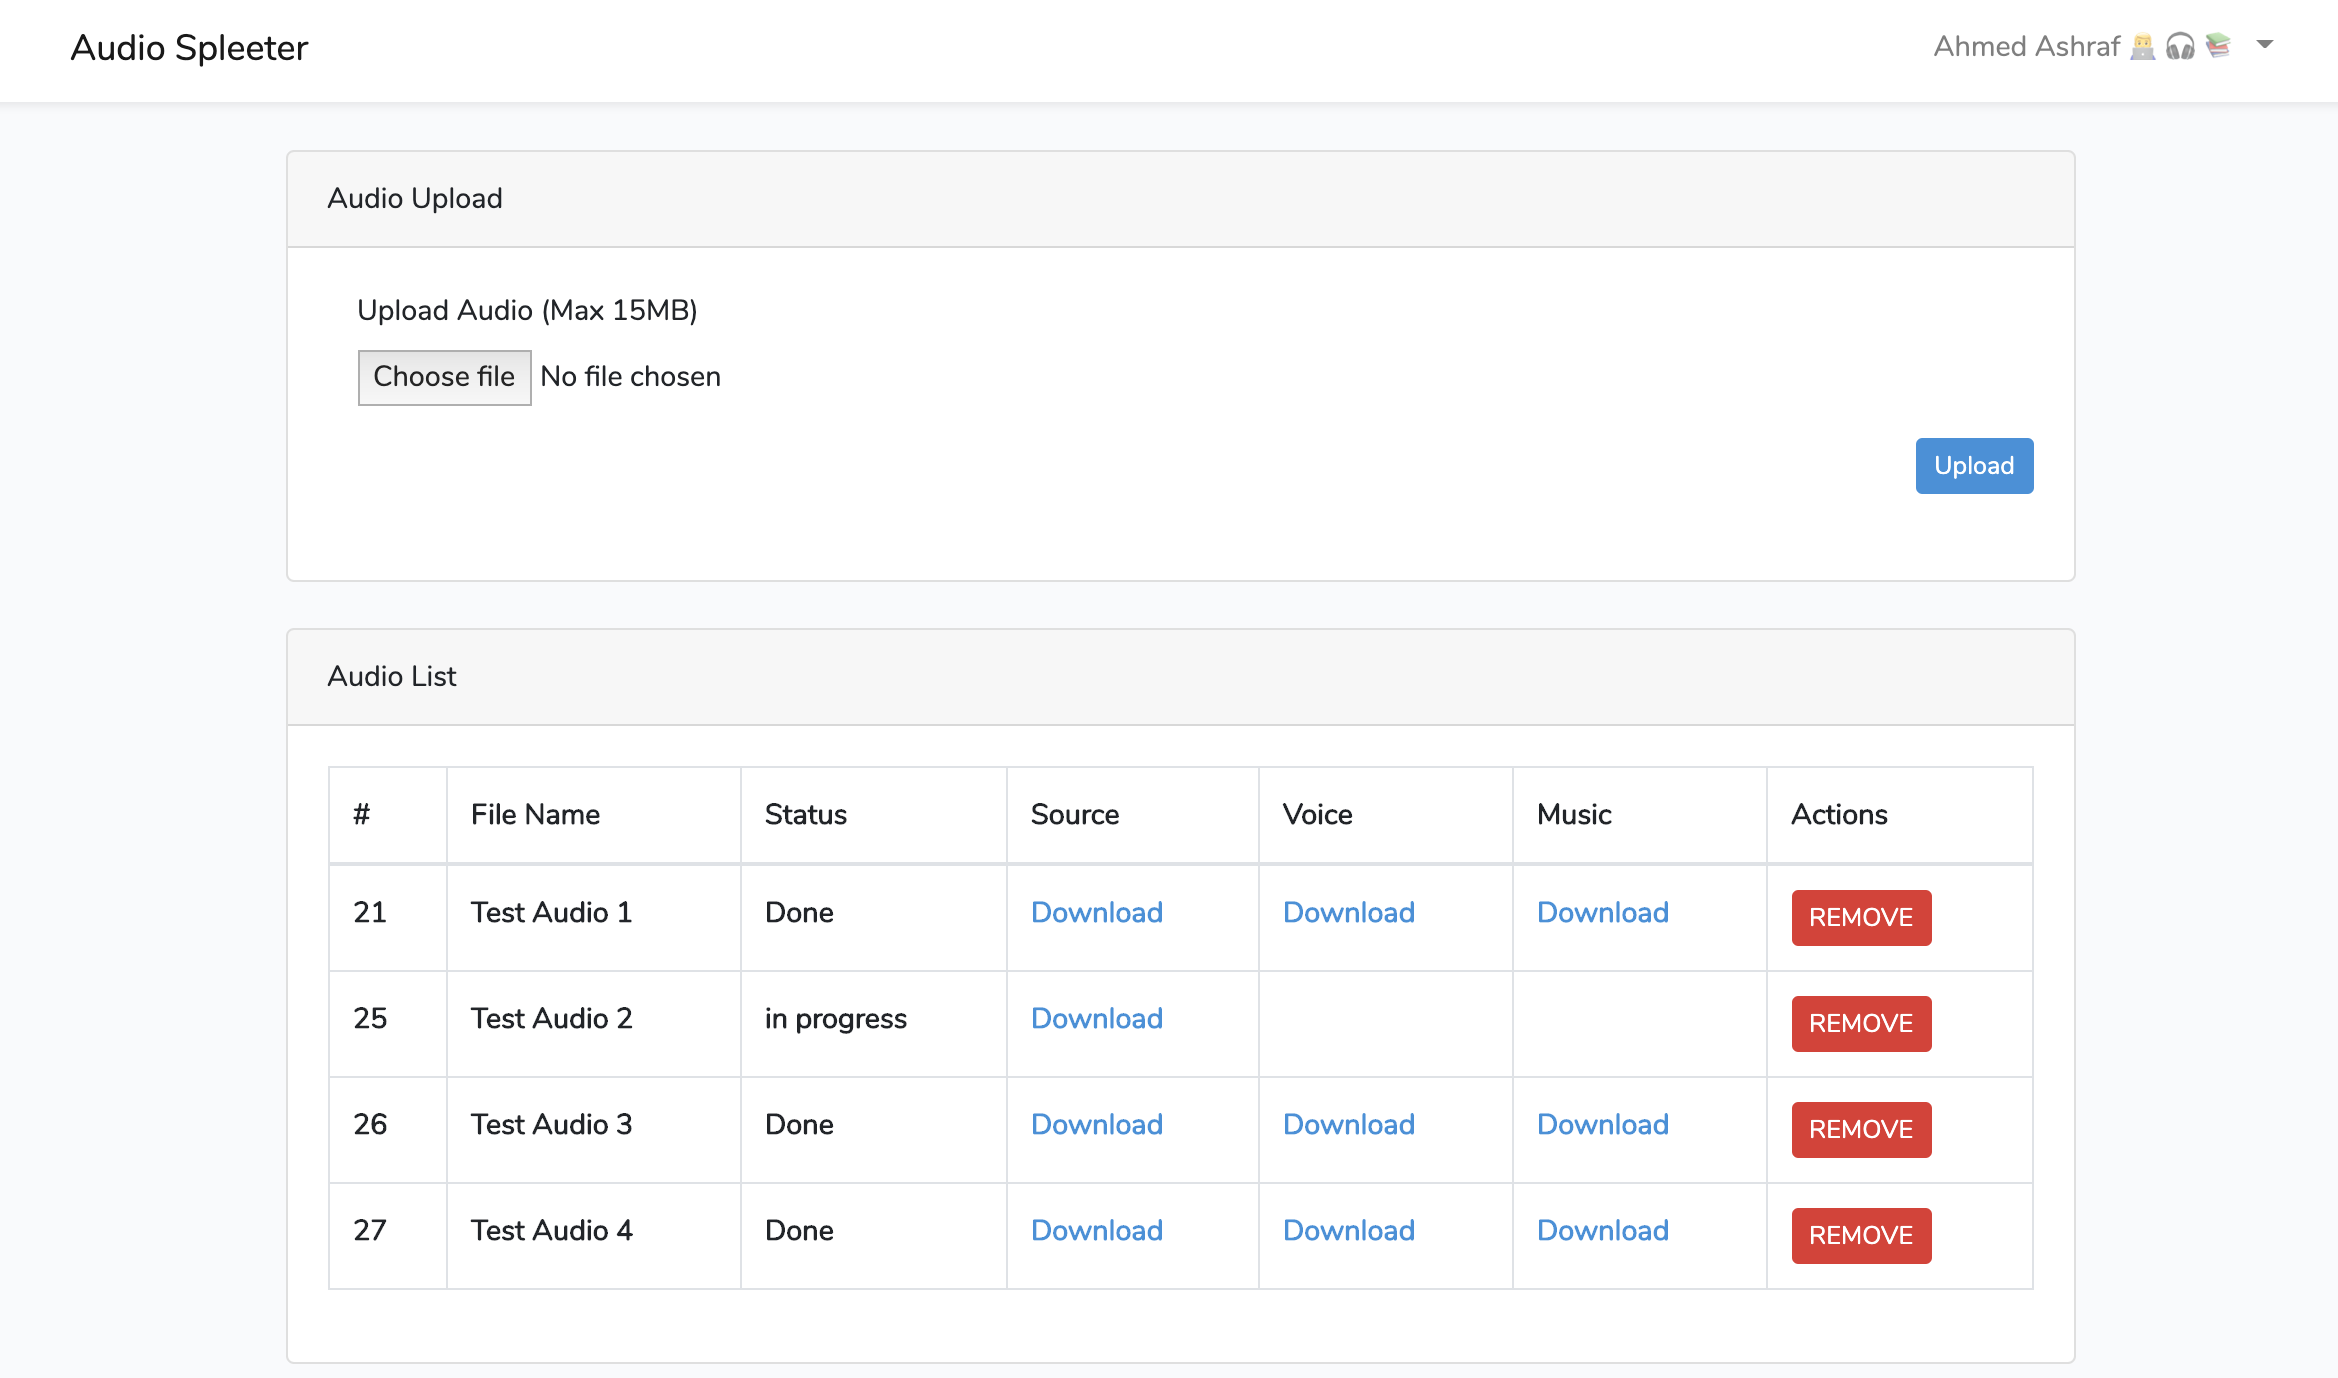 Audio Spleeter
Ahmed Ashraf 👨🏼‍💻 🎧 📚
Audio Upload
Upload Audio (Max 15MB)
Choose file No file chosen
Upload
Audio List
# File Name Status Source Voice Music Actions
21 Test Audio 1 Done Download Download Download REMOVE
25 Test Audio 2 in progress Download REMOVE
26 Test Audio 3 Done Download Download Download REMOVE
27 Test Audio 4 Done Download Download Download REMOVE